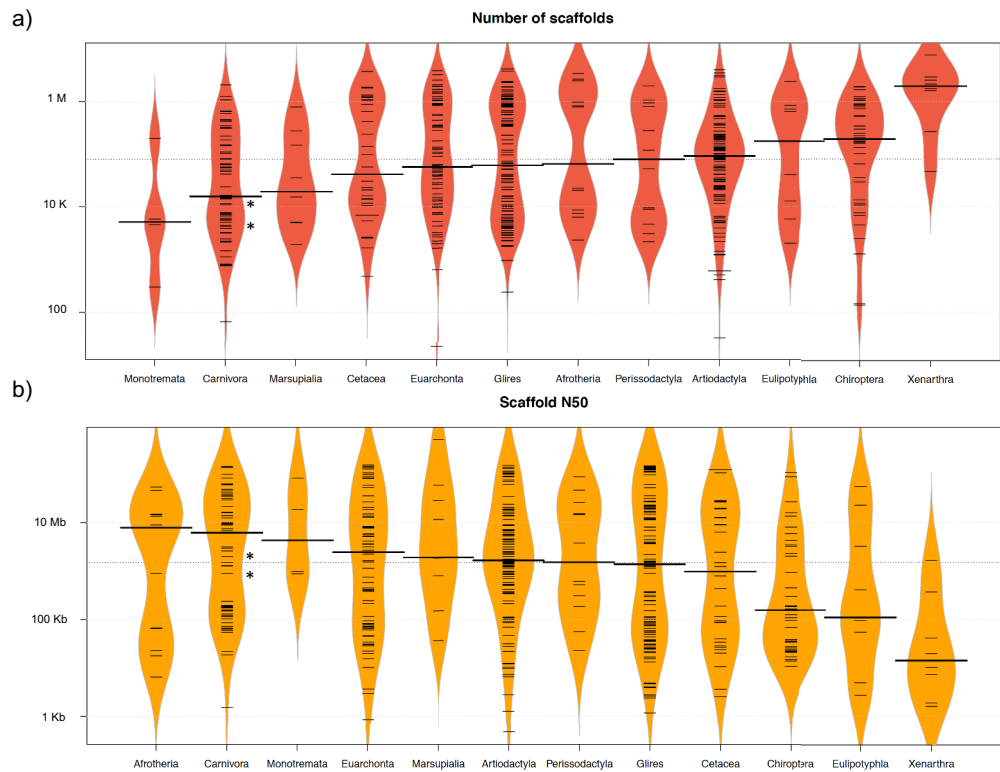 a)
Number of scaffolds
1 M
10 K
100
*
*
Monotremata Carnivora Marsupialia Cetacea Euarchonta Glires Afrotheria Perissodactyla Artiodactyla Eulipotyphla Chiroptera Xenarthra
b)
Scaffold N50
10 Mb
100 Kb
1 Kb
*
*
Afrotheria Carnivora Monotremata Euarchonta Marsupialia Artiodactyla Perissodactyla Glires Cetacea Chiroptera Eulipotyphla Xenarthra